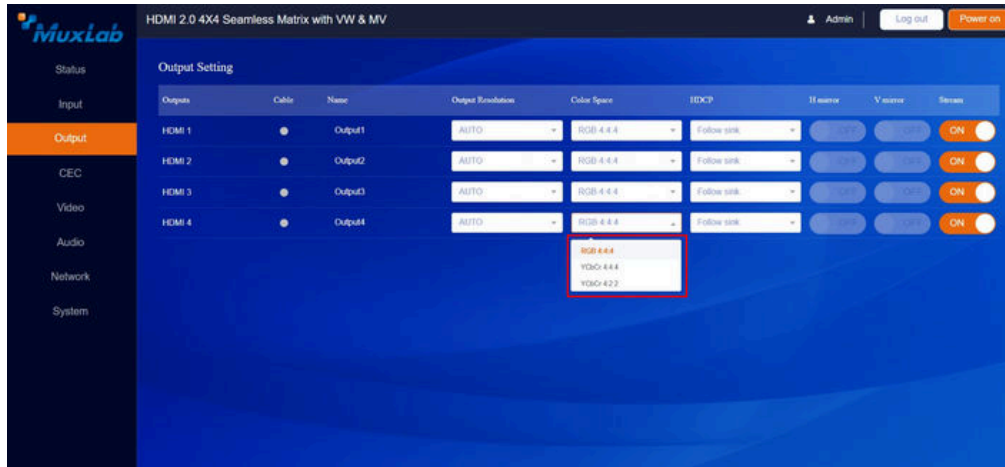 MuxLab
HDMI 2.0 4X4 Seamless Matrix with VW & MV
Admin
Log out
Power on
Status
Input
Output
CEC
Video
Audio
Network
System
Output Setting
Outputs Cable Name Output Resolution Color Space HDCP H mirror V mirror Stream
HDMI 1 Output1 AUTO RGB 4:4:4 Follow sink OFF OFF ON
HDMI 2 Output2 AUTO RGB 4:4:4 Follow sink OFF OFF ON
HDMI 3 Output3 AUTO RGB 4:4:4 Follow sink OFF OFF ON
HDMI 4 Output4 AUTO RGB 4:4:4 Follow sink OFF OFF ON
RGB 4:4:4
YCbCr 4:4:4
YCbCr 4:2:2